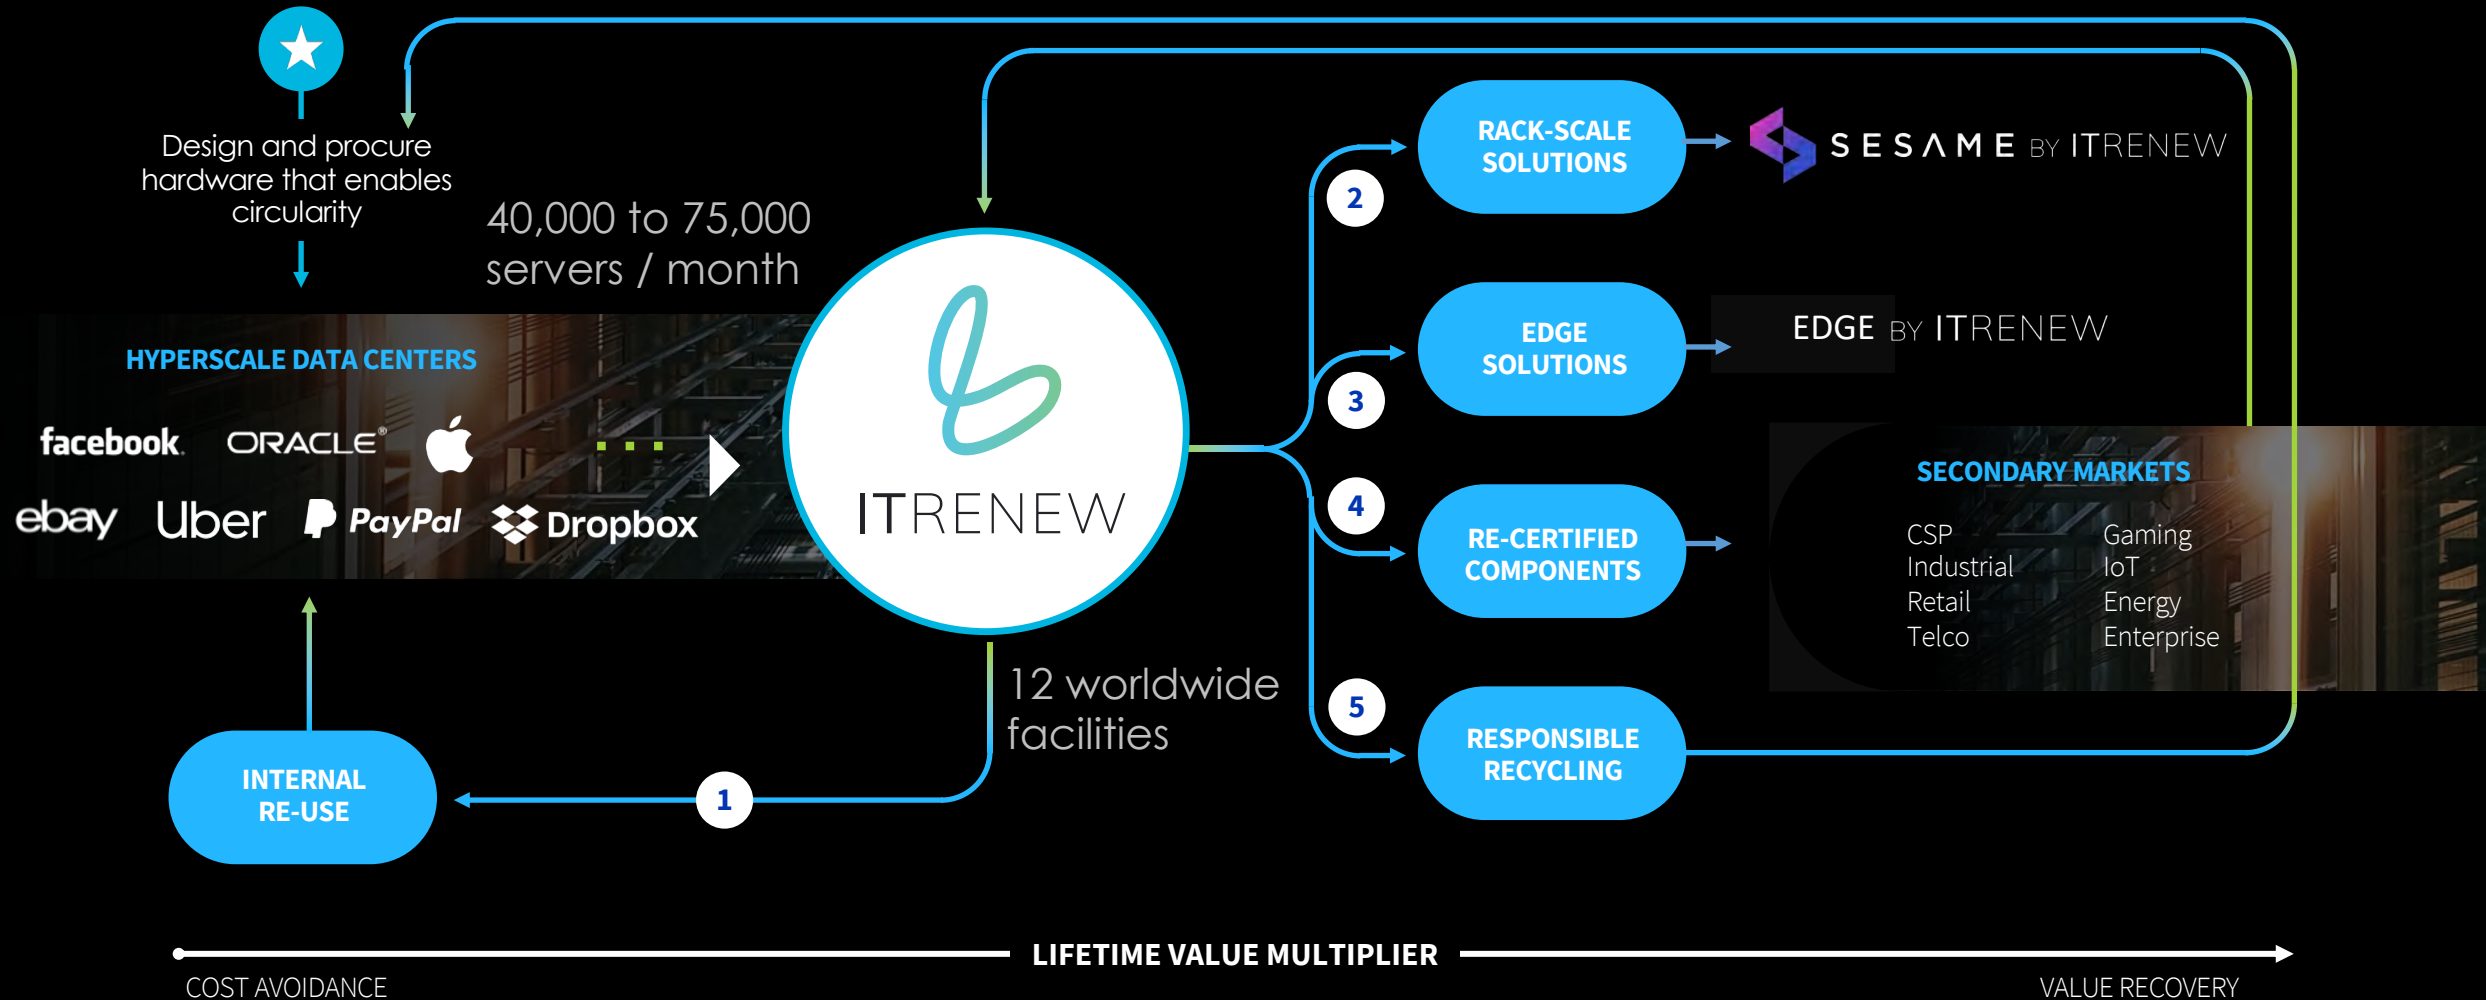 Design and procure
hardware that enables
circularity
40,000 to 75,000
servers / month
HYPERSCALE DATA CENTERS
facebook.
ORACLE®
ebay
Uber
PayPal
Dropbox
ITRENEW
12 worldwide
facilities
INTERNAL
RE-USE
1
2
RACK-SCALE
SOLUTIONS
SESAME BY ITRENEW
3
EDGE
SOLUTIONS
EDGE BY ITRENEW
4
RE-CERTIFIED
COMPONENTS
SECONDARY MARKETS
CSP
Industrial
Retail
Telco
Gaming
IoT
Energy
Enterprise
5
RESPONSIBLE
RECYCLING
LIFETIME VALUE MULTIPLIER
COST AVOIDANCE
VALUE RECOVERY